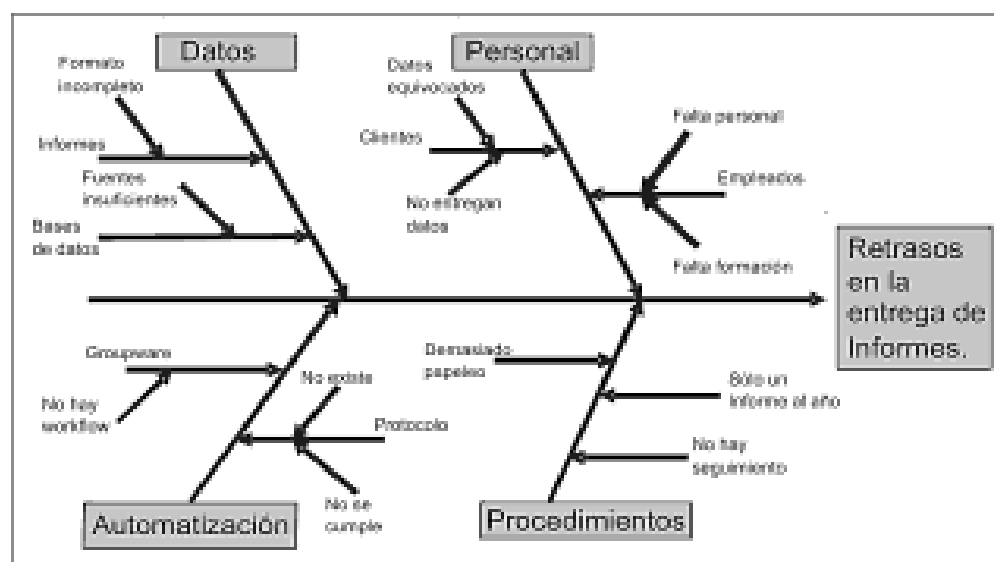 Datos
Formato
incompleto
Informes
Fuentes
insuficientes
Bases
de datos
Personal
Datos
equivocados
Clientes
No entregan
datos
Falta personal
Empleados
Falta formación
Retrasos
en la
entrega de
Informes.
Groupware
No hay
workflow
No existe
Protocolo
No se
cumple
Automatización
Demasiado
papeleo
Sólo un
Informe al año
No hay
seguimiento
Procedimientos